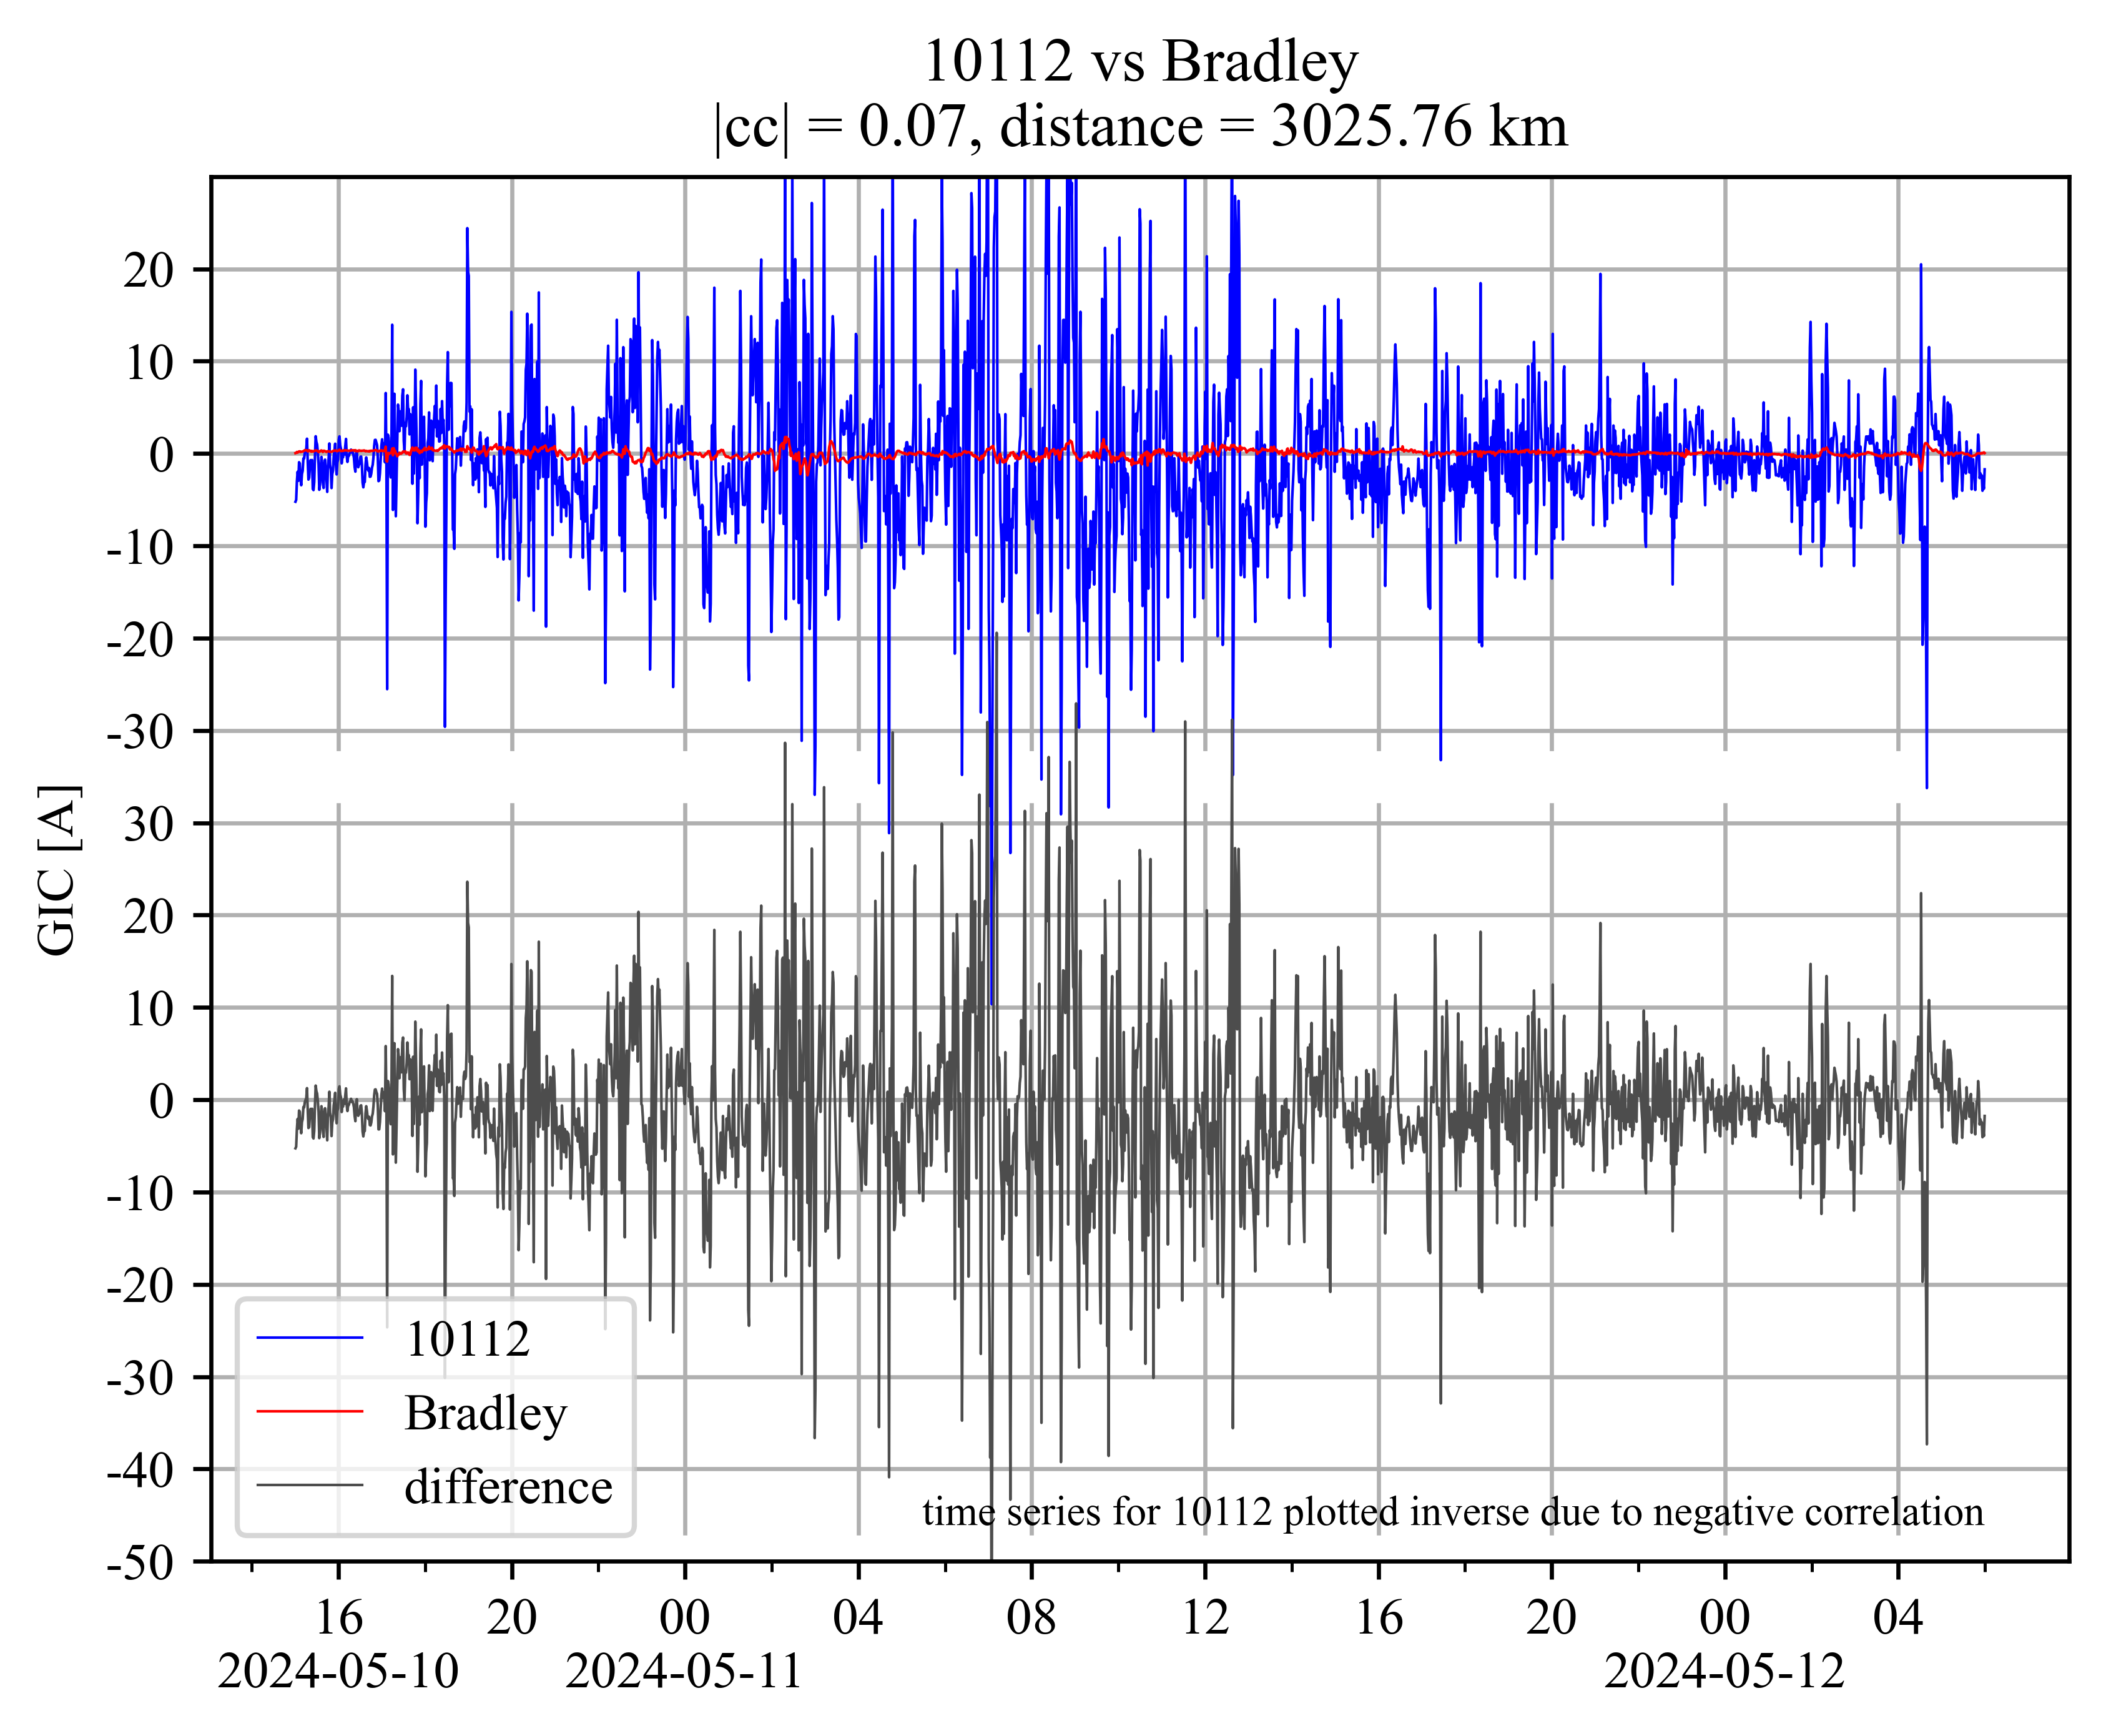 10112 vs Bradley
|cc| = 0.07, distance = 3025.76 km
GIC [A]
20
10
0
-10
-20
-30
30
20
10
0
-10
-20
-30
-40
-50
10112
Bradley
difference
time series for 10112 plotted inverse due to negative correlation
16 20 00 04 08 12 16 20 00 04
2024-05-10 2024-05-11 2024-05-12